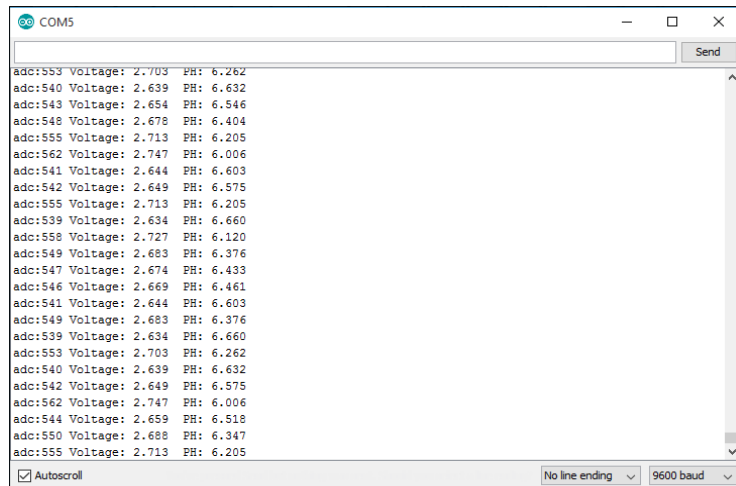 COM5
Send
adc:553 Voltage: 2.703  PH: 6.262
adc:540 Voltage: 2.639  PH: 6.632
adc:543 Voltage: 2.654  PH: 6.546
adc:548 Voltage: 2.678  PH: 6.404
adc:555 Voltage: 2.713  PH: 6.205
adc:562 Voltage: 2.747  PH: 6.006
adc:541 Voltage: 2.644  PH: 6.603
adc:542 Voltage: 2.649  PH: 6.575
adc:555 Voltage: 2.713  PH: 6.205
adc:539 Voltage: 2.634  PH: 6.660
adc:558 Voltage: 2.727  PH: 6.120
adc:549 Voltage: 2.683  PH: 6.376
adc:547 Voltage: 2.674  PH: 6.433
adc:546 Voltage: 2.669  PH: 6.461
adc:541 Voltage: 2.644  PH: 6.603
adc:549 Voltage: 2.683  PH: 6.376
adc:539 Voltage: 2.634  PH: 6.660
adc:553 Voltage: 2.703  PH: 6.262
adc:540 Voltage: 2.639  PH: 6.632
adc:542 Voltage: 2.649  PH: 6.575
adc:562 Voltage: 2.747  PH: 6.006
adc:544 Voltage: 2.659  PH: 6.518
adc:550 Voltage: 2.688  PH: 6.347
adc:555 Voltage: 2.713  PH: 6.205
Autoscroll No line ending 9600 baud